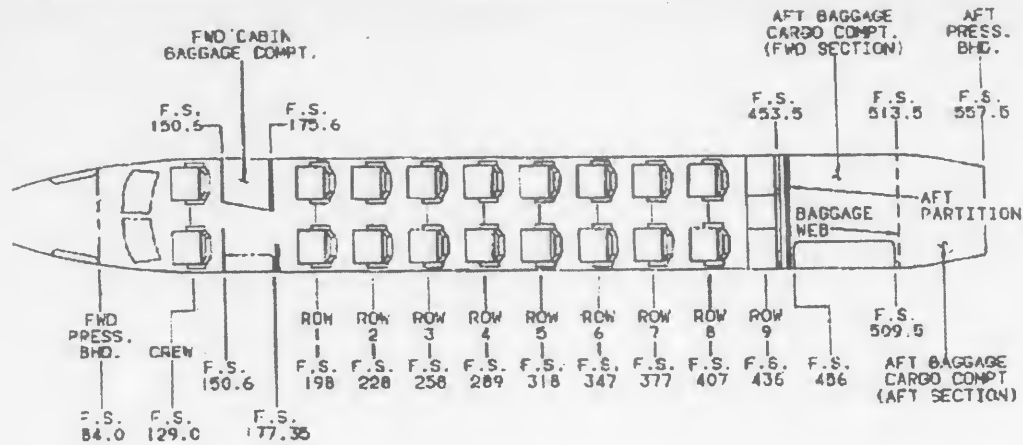 FWD CABIN
BAGGAGE COMPT.
AFT BAGGAGE
CARGO COMPT.
(FWD SECTION)
AFT
PRESS.
BHD.
F.S.
150.6
F.S.
175.6
F.S.
453.5
F.S.
513.5
F.S.
557.5
BAGGAGE
WEB
AFT
PARTITION
FWD
PRESS.
BHD.
CREW
ROW
1
ROW
2
ROW
3
ROW
4
ROW
5
ROW
6
ROW
7
ROW
8
ROW
9
F.S.
509.5
F.S.
150.6
F.S.
198
F.S.
228
F.S.
258
F.S.
289
F.S.
318
F.S.
347
F.S.
377
F.S.
407
F.S.
436
F.S.
456
AFT BAGGAGE
CARGO COMPT
(AFT SECTION)
F.S.
84.0
F.S.
129.0
F.S.
177.35